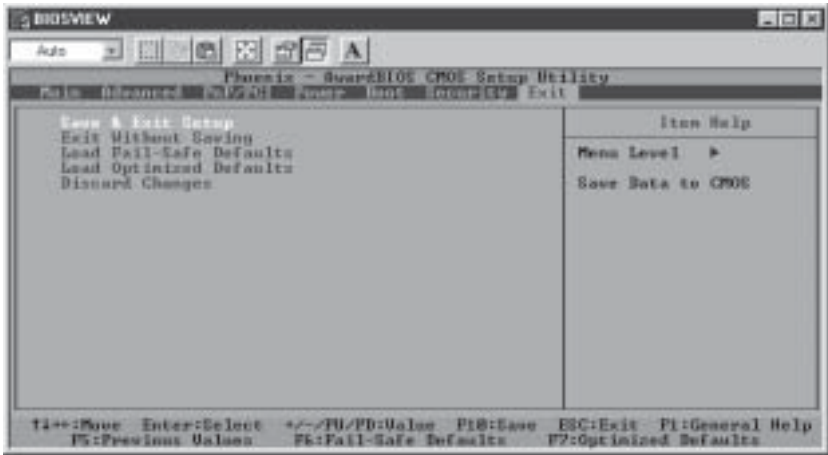 BIOSVIEW
Auto
A
Phoenix - AwardBIOS CMOS Setup Utility
Main Advanced PnP/PCI Power Boot Security Exit
Save & Exit Setup
Exit Without Saving
Load Fail-Safe Defaults
Load Optimized Defaults
Discard Changes
Item Help
Menu Level ►
Save Data to CMOS
↑↓→←:Move Enter:Select +/-/PU/PD:Value F10:Save ESC:Exit F1:General Help
F5:Previous Values F6:Fail-Safe Defaults F7:Optimized Defaults